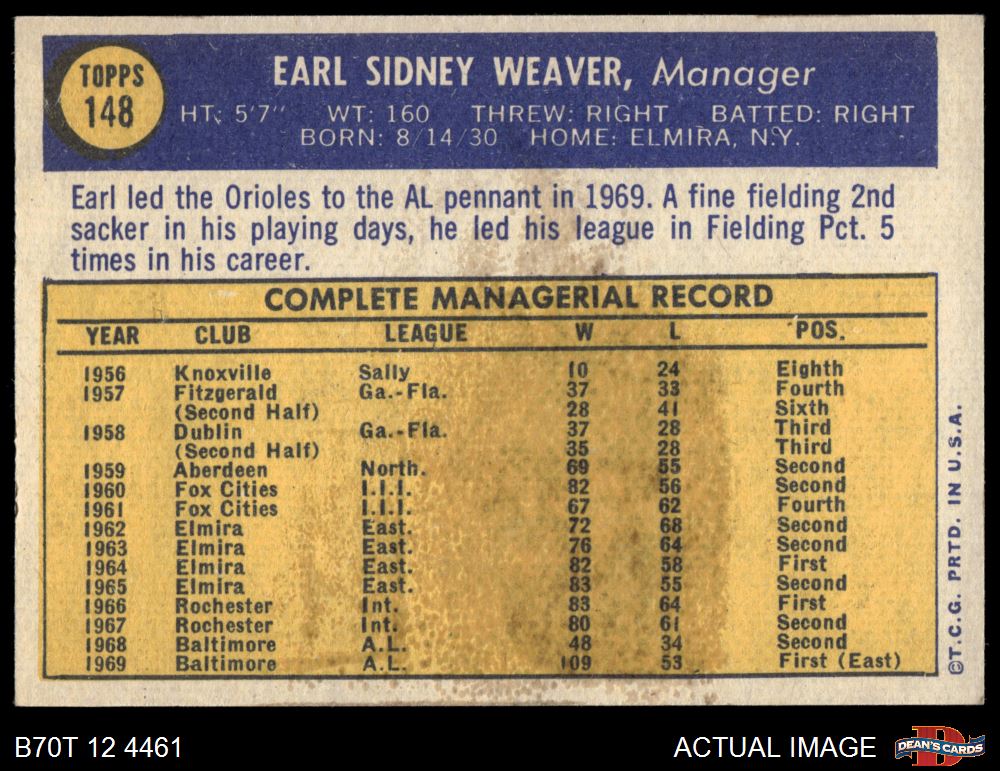 TOPPS
148
EARL SIDNEY WEAVER, Manager
HT: 5'7" WT: 160 THREW: RIGHT BATTED: RIGHT
BORN: 8/14/30 HOME: ELMIRA, N.Y.
Earl led the Orioles to the AL pennant in 1969. A fine fielding 2nd
sacker in his playing days, he led his league in Fielding Pct. 5
times in his career.
COMPLETE MANAGERIAL RECORD
YEAR CLUB LEAGUE W L POS.
1956 Knoxville Sally 10 24 Eighth
1957 Fitzgerald Ga.-Fla. 37 33 Fourth
(Second Half) 28 41 Sixth
1958 Dublin Ga.-Fla. 37 28 Third
(Second Half) 35 28 Third
1959 Aberdeen North. 69 55 Second
1960 Fox Cities I.I.I. 82 56 Second
1961 Fox Cities I.I.I. 67 62 Fourth
1962 Elmira East. 72 68 Second
1963 Elmira East. 76 64 Second
1964 Elmira East. 82 58 First
1965 Elmira East. 83 55 Second
1966 Rochester Int. 83 64 First
1967 Rochester Int. 80 61 Second
1968 Baltimore A.L. 48 34 Second
1969 Baltimore A.L. 109 53 First (East)
©T.C.G. PRTD. IN U.S.A.
B70T 12 4461
ACTUAL IMAGE
D
DEAN'S CARDS